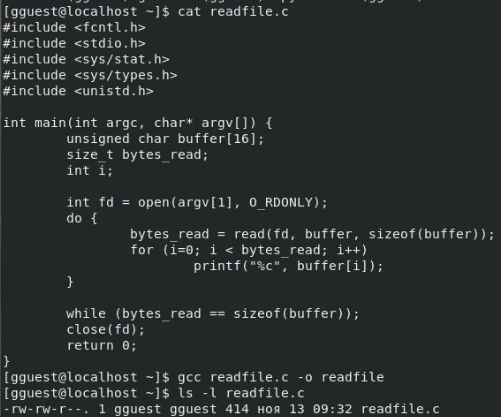 [gguest@localhost ~]$ cat readfile.c
#include <fcntl.h>
#include <stdio.h>
#include <sys/stat.h>
#include <sys/types.h>
#include <unistd.h>

int main(int argc, char* argv[]) {
        unsigned char buffer[16];
        size_t bytes_read;
        int i;

        int fd = open(argv[1], O_RDONLY);
        do {
                bytes_read = read(fd, buffer, sizeof(buffer));
                for (i=0; i < bytes_read; i++)
                        printf("%c", buffer[i]);
        }

        while (bytes_read == sizeof(buffer));
        close(fd);
        return 0;
}
[gguest@localhost ~]$ gcc readfile.c -o readfile
[gguest@localhost ~]$ ls -l readfile.c
-rw-rw-r--. 1 gguest gguest 414 ноя 13 09:32 readfile.c